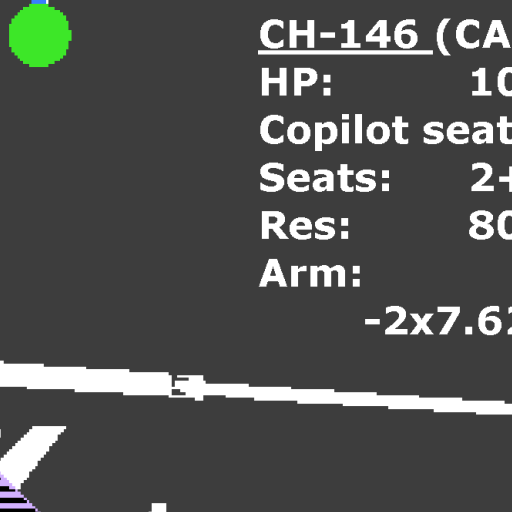 CH-146 (CA
HP: 10
Copilot seat
Seats: 2+
Res: 80
Arm:
-2x7.62